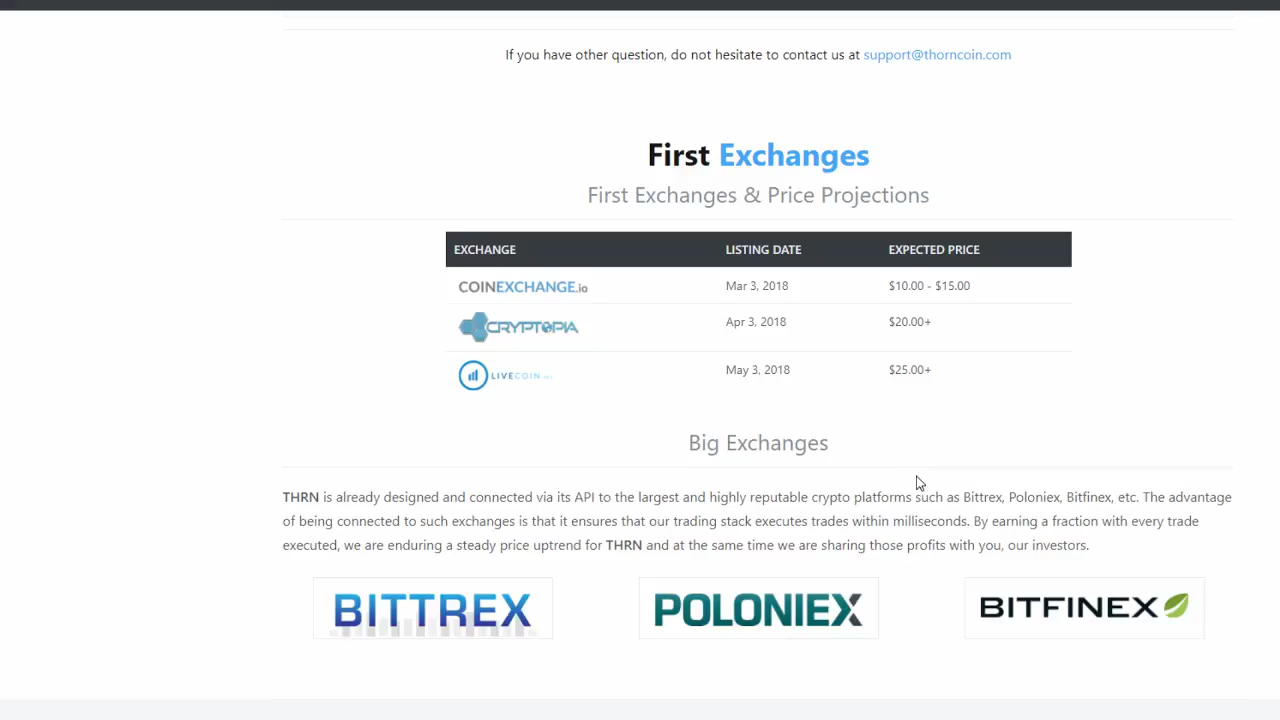 If you have other question, do not hesitate to contact us at support@thorncoin.com
First Exchanges
First Exchanges & Price Projections
EXCHANGE LISTING DATE EXPECTED PRICE
COINEXCHANGE.io Mar 3, 2018 $10.00 - $15.00
CRYPTOPIA Apr 3, 2018 $20.00+
LIVECOIN May 3, 2018 $25.00+
Big Exchanges
THRN is already designed and connected via its API to the largest and highly reputable crypto platforms such as Bittrex, Poloniex, Bitfinex, etc. The advantage
of being connected to such exchanges is that it ensures that our trading stack executes trades within milliseconds. By earning a fraction with every trade
executed, we are enduring a steady price uptrend for THRN and at the same time we are sharing those profits with you, our investors.
BITTREX POLONIEX BITFINEX